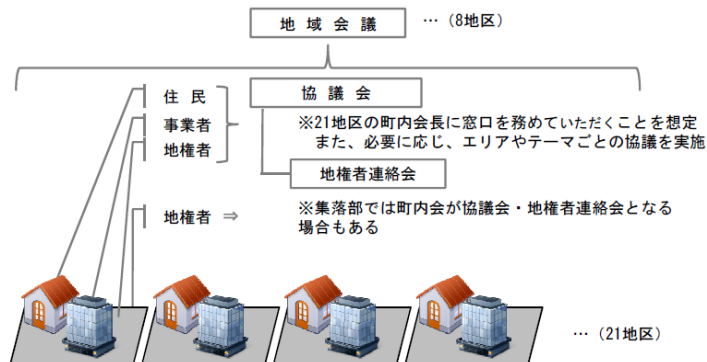 地 域 会 議 … (8地区)
住 民
協 議 会
事業者
※21地区の町内会長に窓口を務めていただくことを想定
また、必要に応じ、エリアやテーマごとの協議を実施
地権者
地権者連絡会
地権者 ⇒
※集落部では町内会が協議会・地権者連絡会となる
場合もある
… (21地区)